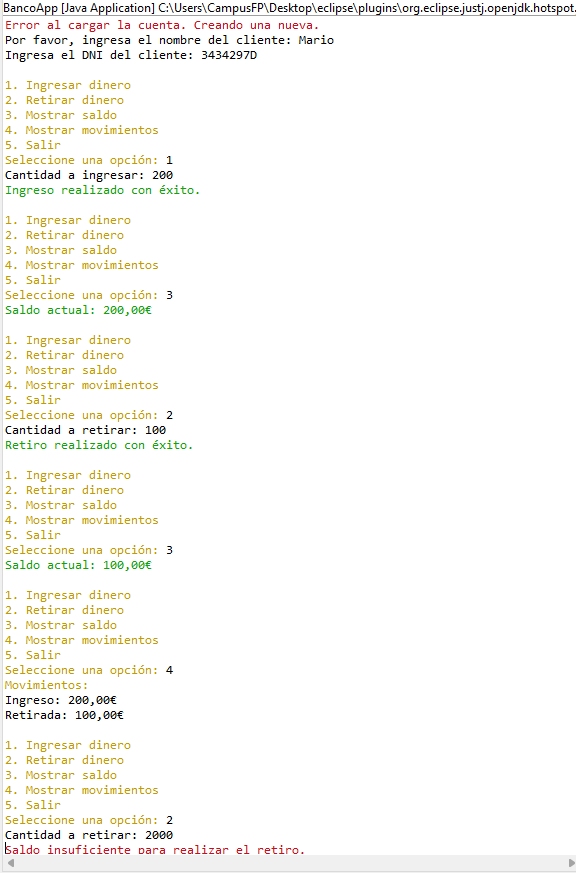 BancoApp [Java Application] C:\Users\CampusFP\Desktop\eclipse\plugins\org.eclipse.justj.openjdk.hotspot.
Error al cargar la cuenta. Creando una nueva.
Por favor, ingresa el nombre del cliente: Mario
Ingresa el DNI del cliente: 3434297D
1. Ingresar dinero
2. Retirar dinero
3. Mostrar saldo
4. Mostrar movimientos
5. Salir
Seleccione una opción: 1
Cantidad a ingresar: 200
Ingreso realizado con éxito.
1. Ingresar dinero
2. Retirar dinero
3. Mostrar saldo
4. Mostrar movimientos
5. Salir
Seleccione una opción: 3
Saldo actual: 200,00€
1. Ingresar dinero
2. Retirar dinero
3. Mostrar saldo
4. Mostrar movimientos
5. Salir
Seleccione una opción: 2
Cantidad a retirar: 100
Retiro realizado con éxito.
1. Ingresar dinero
2. Retirar dinero
3. Mostrar saldo
4. Mostrar movimientos
5. Salir
Seleccione una opción: 3
Saldo actual: 100,00€
1. Ingresar dinero
2. Retirar dinero
3. Mostrar saldo
4. Mostrar movimientos
5. Salir
Seleccione una opción: 4
Movimientos:
Ingreso: 200,00€
Retirada: 100,00€
1. Ingresar dinero
2. Retirar dinero
3. Mostrar saldo
4. Mostrar movimientos
5. Salir
Seleccione una opción: 2
Cantidad a retirar: 2000
Saldo insuficiente para realizar el retiro.